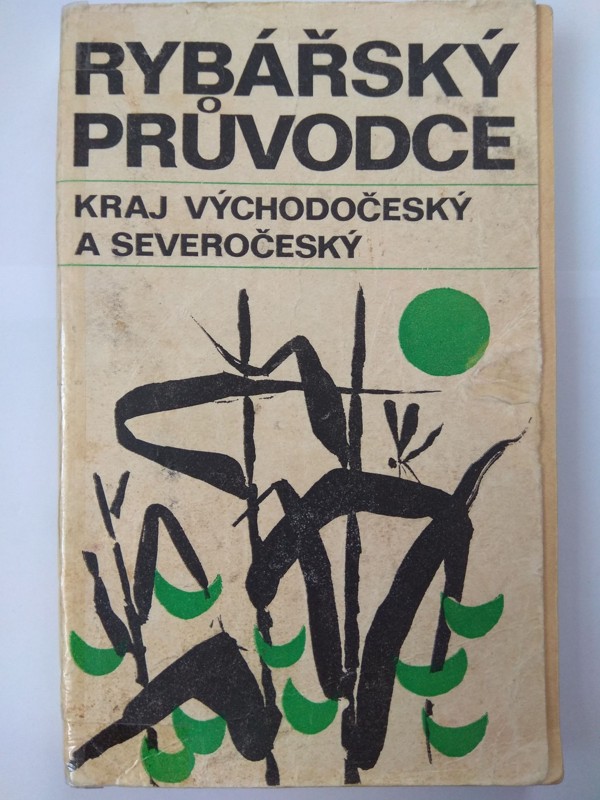 RYBÁŘSKÝ
PRŮVODCE
KRAJ VÝCHODOČESKÝ
A SEVEROČESKÝ